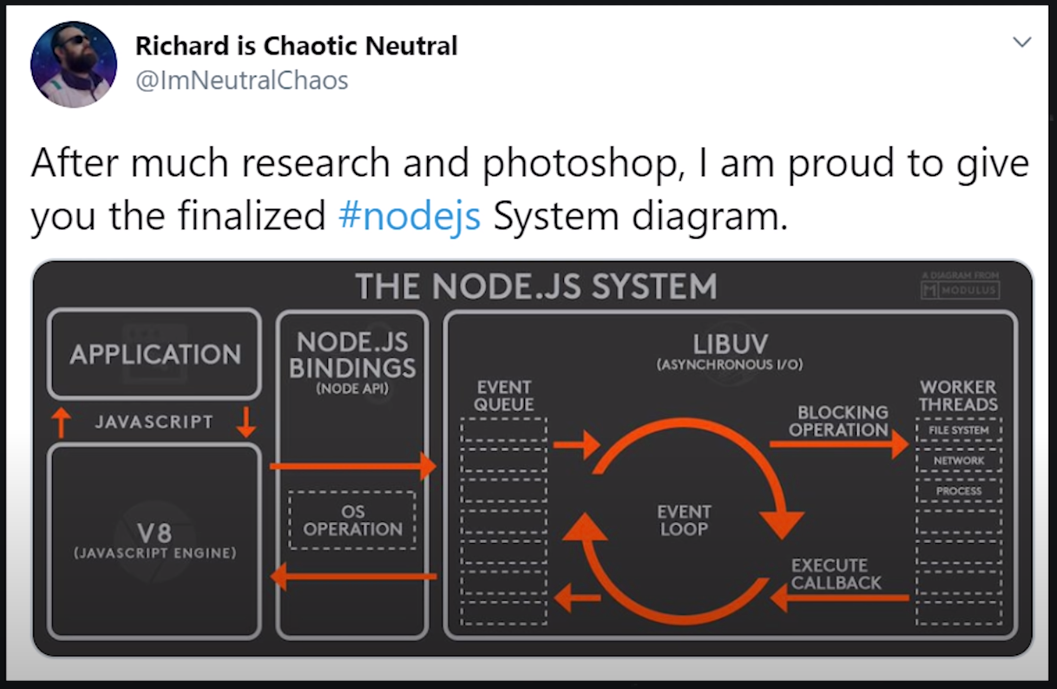 Richard is Chaotic Neutral
@ImNeutralChaos
After much research and photoshop, I am proud to give
you the finalized #nodejs System diagram.
THE NODE.JS SYSTEM
A DIAGRAM FROM
MODULUS
APPLICATION
JAVASCRIPT
V8
(JAVASCRIPT ENGINE)
NODE.JS
BINDINGS
(NODE API)
OS
OPERATION
LIBUV
(ASYNCHRONOUS I/O)
EVENT
QUEUE
EVENT
LOOP
BLOCKING
OPERATION
EXECUTE
CALLBACK
WORKER
THREADS
FILE SYSTEM
NETWORK
PROCESS